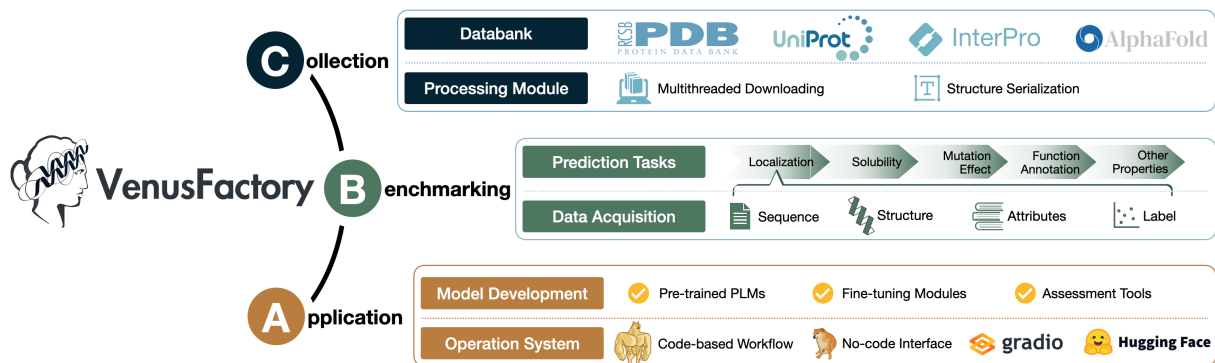 VenusFactory
Collection
Databank
RCSB PDB
PROTEIN DATA BANK
UniProt
InterPro
AlphaFold
Processing Module
Multithreaded Downloading
T
Structure Serialization
Benchmarking
Prediction Tasks
Localization
Solubility
Mutation
Effect
Function
Annotation
Other
Properties
Data Acquisition
Sequence
Structure
Attributes
Label
Application
Model Development
Pre-trained PLMs
Fine-tuning Modules
Assessment Tools
Operation System
Code-based Workflow
No-code Interface
gradio
Hugging Face